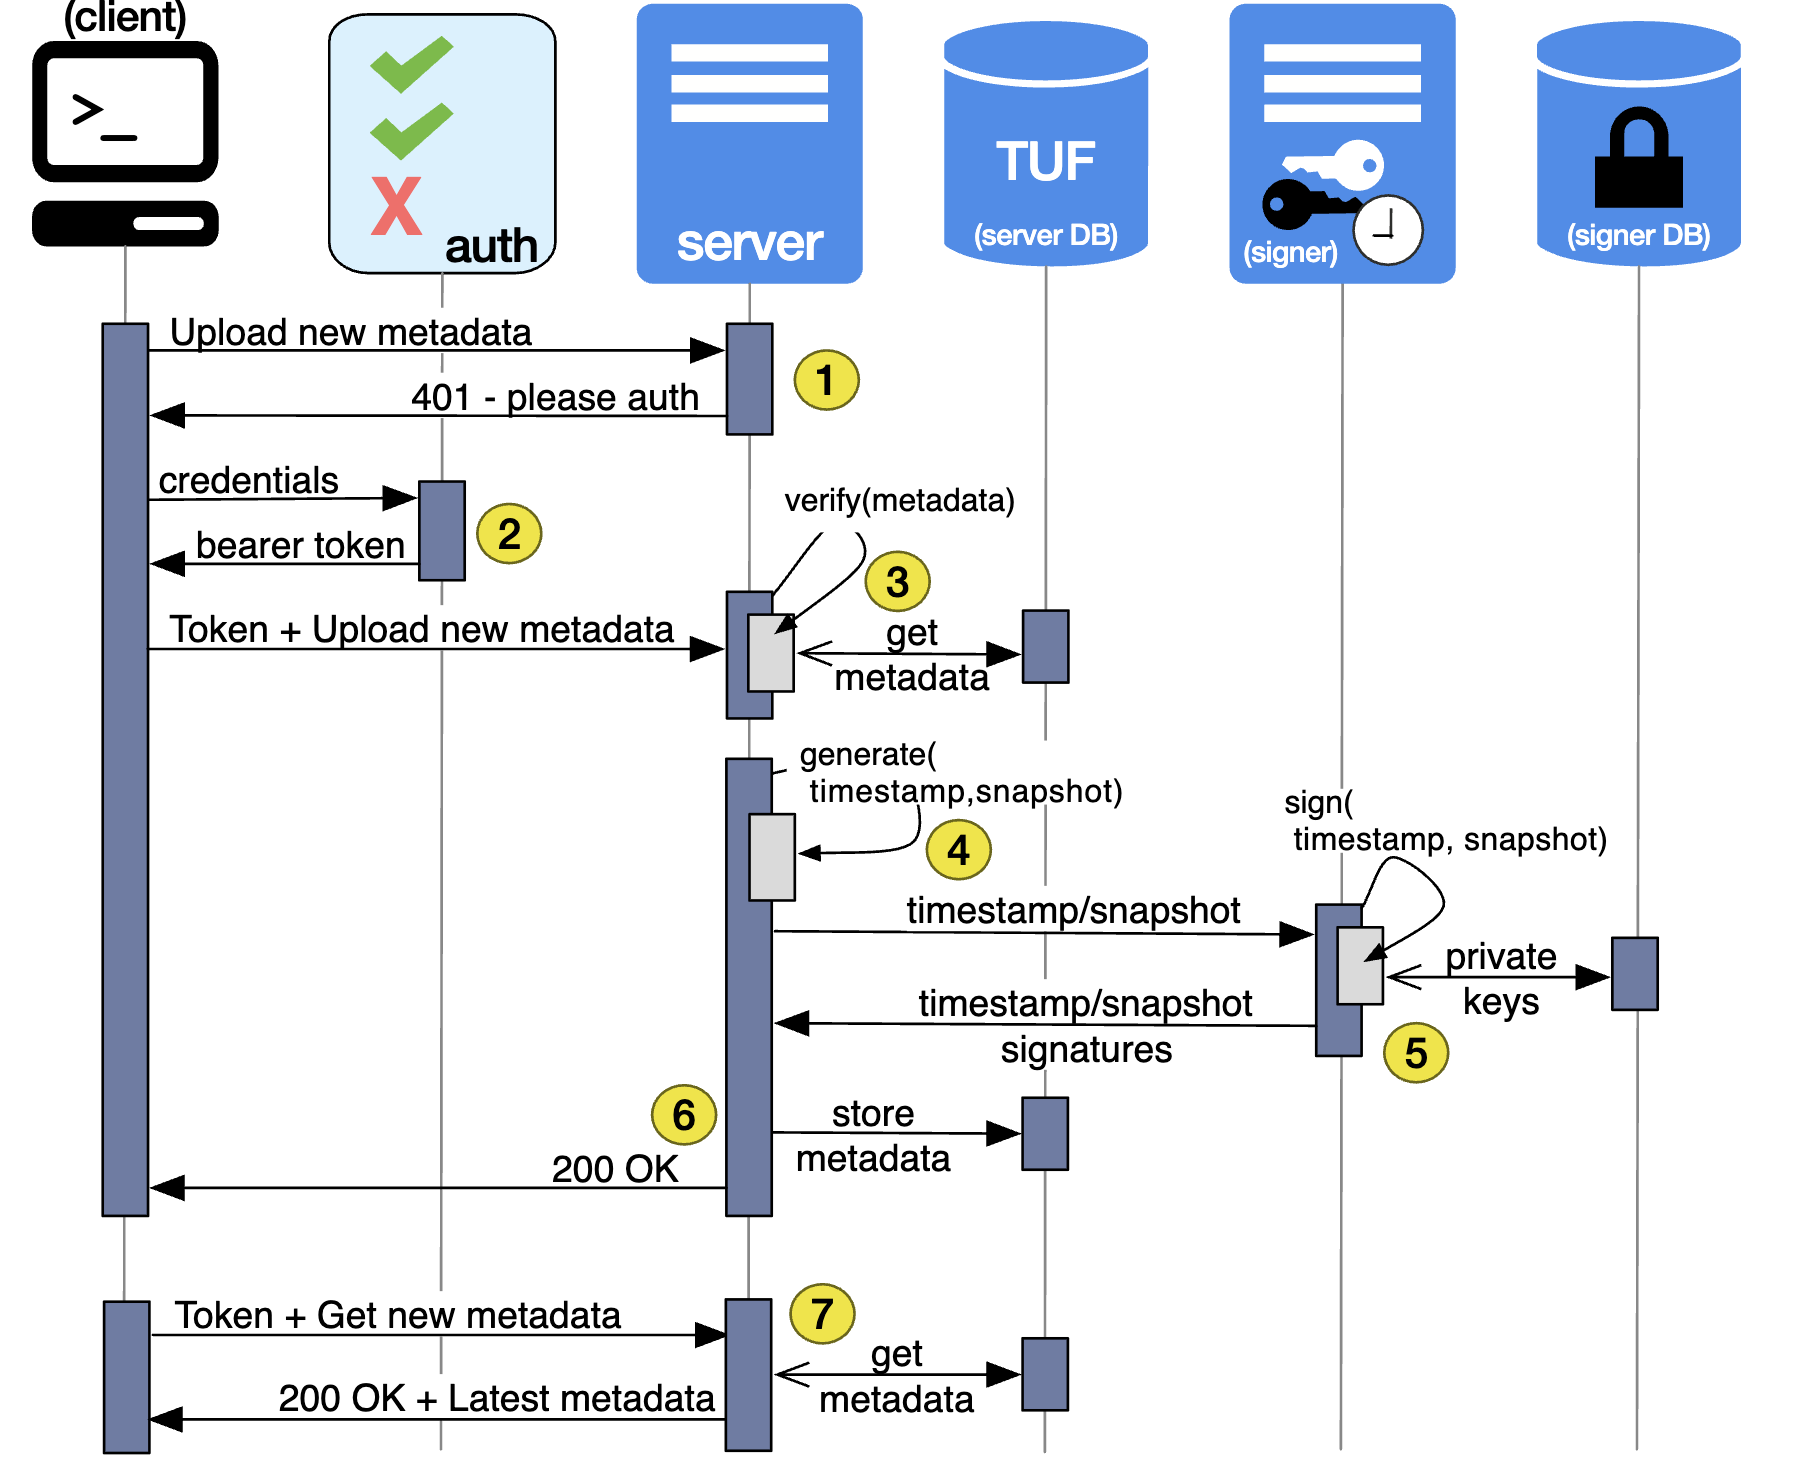 (client)
>_
X
auth
server
TUF
(server DB)
(signer)
(signer DB)
Upload new metadata
1
401 - please auth
credentials
2
bearer token
verify(metadata)
3
Token + Upload new metadata
get
metadata
generate(
timestamp,snapshot)
4
sign(
timestamp, snapshot)
timestamp/snapshot
private
keys
timestamp/snapshot
signatures
5
6
store
metadata
200 OK
Token + Get new metadata
7
get
metadata
200 OK + Latest metadata